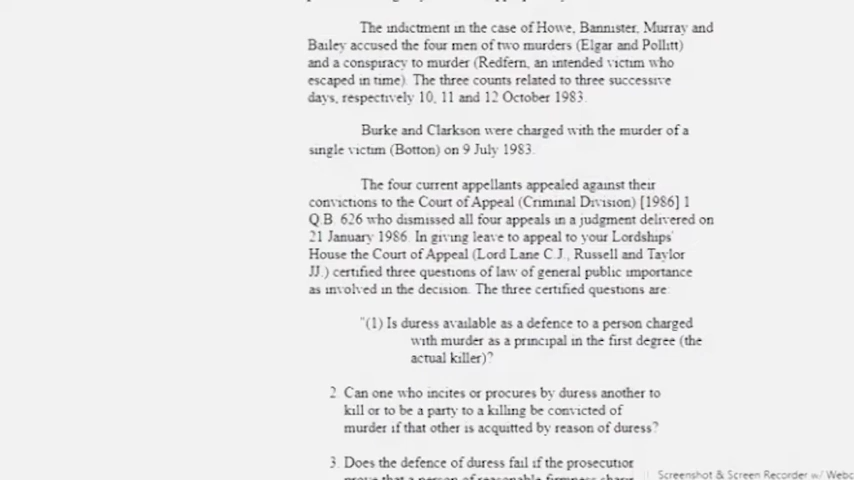 The indictment in the case of Howe, Bannister, Murray and
Bailey accused the four men of two murders (Elgar and Pollitt)
and a conspiracy to murder (Redfern, an intended victim who
escaped in time). The three counts related to three successive
days, respectively 10, 11 and 12 October 1983.
Burke and Clarkson were charged with the murder of a
single victim (Botton) on 9 July 1983.
The four current appellants appealed against their
convictions to the Court of Appeal (Criminal Division) [1986] 1
Q.B. 626 who dismissed all four appeals in a judgment delivered on
21 January 1986. In giving leave to appeal to your Lordships'
House the Court of Appeal (Lord Lane C.J., Russell and Taylor
JJ.) certified three questions of law of general public importance
as involved in the decision. The three certified questions are:
"(1) Is duress available as a defence to a person charged
with murder as a principal in the first degree (the
actual killer)?
2. Can one who incites or procures by duress another to
kill or to be a party to a killing be convicted of
murder if that other is acquitted by reason of duress?
3. Does the defence of duress fail if the prosecution
prove that a person of reasonable firmness
Screenshot & Screen Recorder w/ Webc